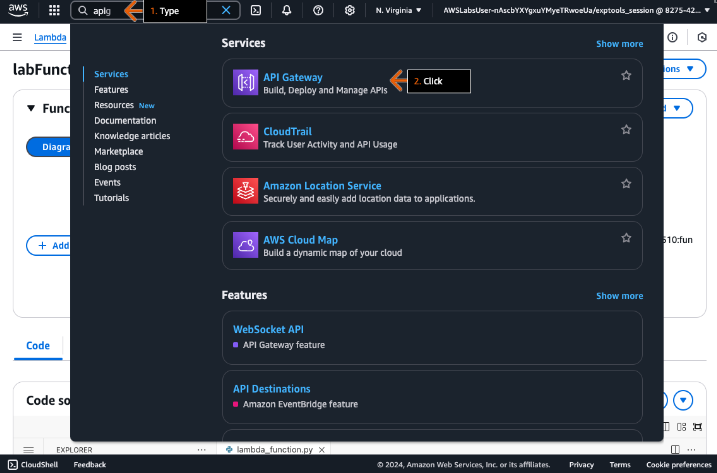 aws
apig
1. Type
N. Virginia
AWSLabsUser-nAscbYXYgxuYMyeTRwoeUa/exptools_session @ 8275-42...
Lambda
labFunct
Services
Show more
Services
Features
Resources New
Documentation
Knowledge articles
Marketplace
Blog posts
Events
Tutorials
API Gateway
Build, Deploy and Manage APIs
2. Click
CloudTrail
Track User Activity and API Usage
Amazon Location Service
Securely and easily add location data to applications.
AWS Cloud Map
Build a dynamic map of your cloud
Features
Show more
WebSocket API
API Gateway feature
API Destinations
Amazon EventBridge feature
Func
Diagra
+ Add
ons
d
510:fun
Code
Code so
EXPLORER
...
lambda_function.py
CloudShell
Feedback
© 2024, Amazon Web Services, Inc. or its affiliates.
Privacy
Terms
Cookie preferences